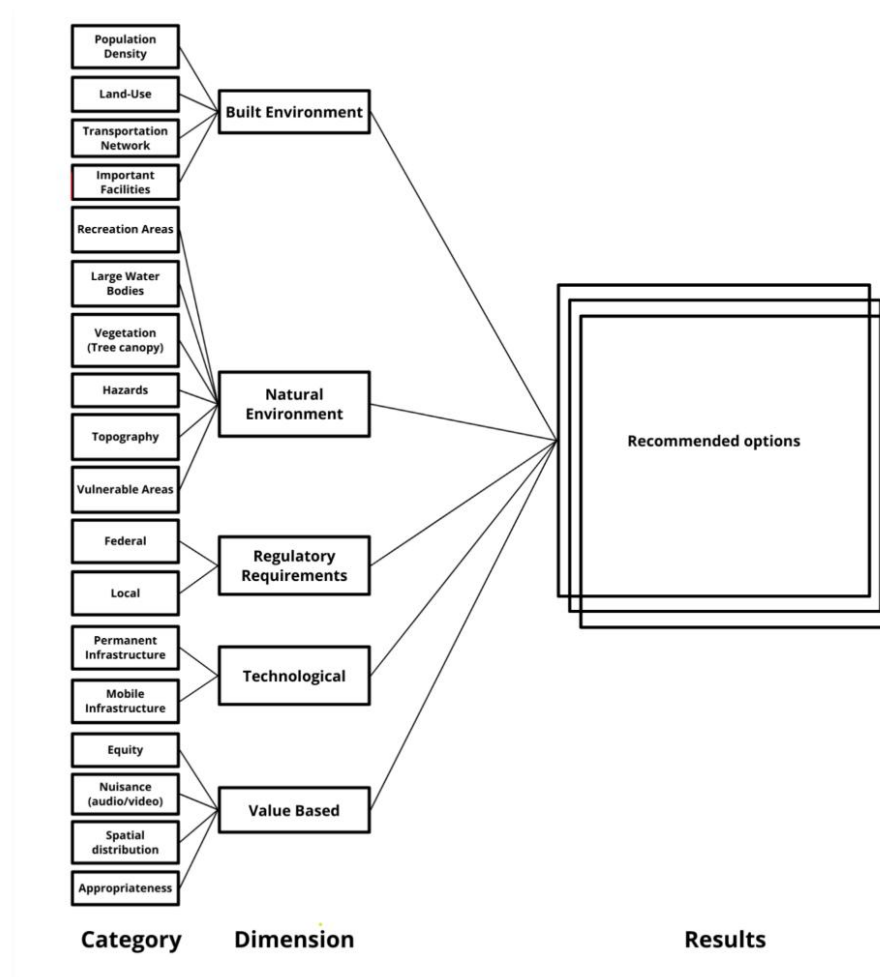 Population
Density
Land-Use
Transportation
Network
Important
Facilities
Recreation Areas
Large Water
Bodies
Vegetation
(Tree canopy)
Hazards
Topography
Vulnerable Areas
Federal
Local
Permanent
Infrastructure
Mobile
Infrastructure
Equity
Nuisance
(audio/video)
Spatial
distribution
Appropriateness
Built Environment
Natural
Environment
Regulatory
Requirements
Technological
Value Based
Recommended options
Category
Dimension
Results